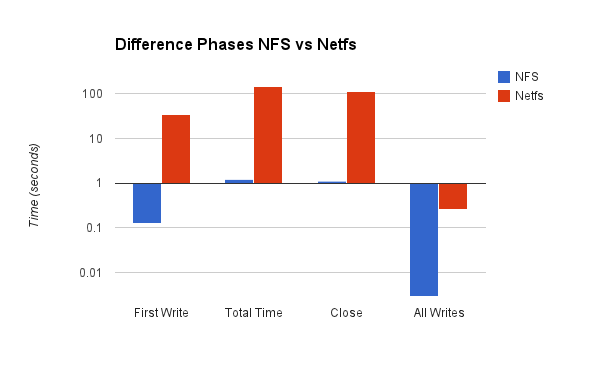 Difference Phases NFS vs Netfs
NFS
Netfs
100
10
1
0.1
0.01
Time (seconds)
First Write
Total Time
Close
All Writes